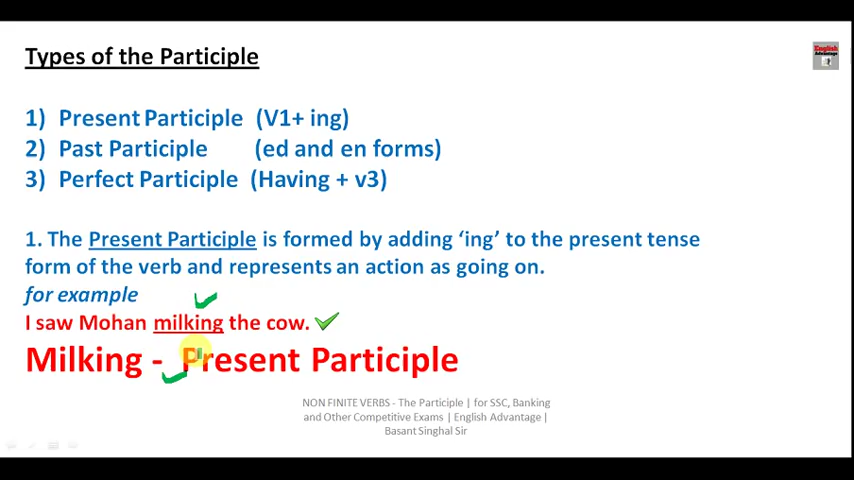 Types of the Participle
English
Advantage
1) Present Participle (V1+ ing)
2) Past Participle (ed and en forms)
3) Perfect Participle (Having + v3)
1. The Present Participle is formed by adding ‘ing’ to the present tense
form of the verb and represents an action as going on.
for example
I saw Mohan milking the cow.
Milking - Present Participle
NON FINITE VERBS - The Participle | for SSC, Banking
and Other Competitive Exams | English Advantage |
Basant Singhal Sir